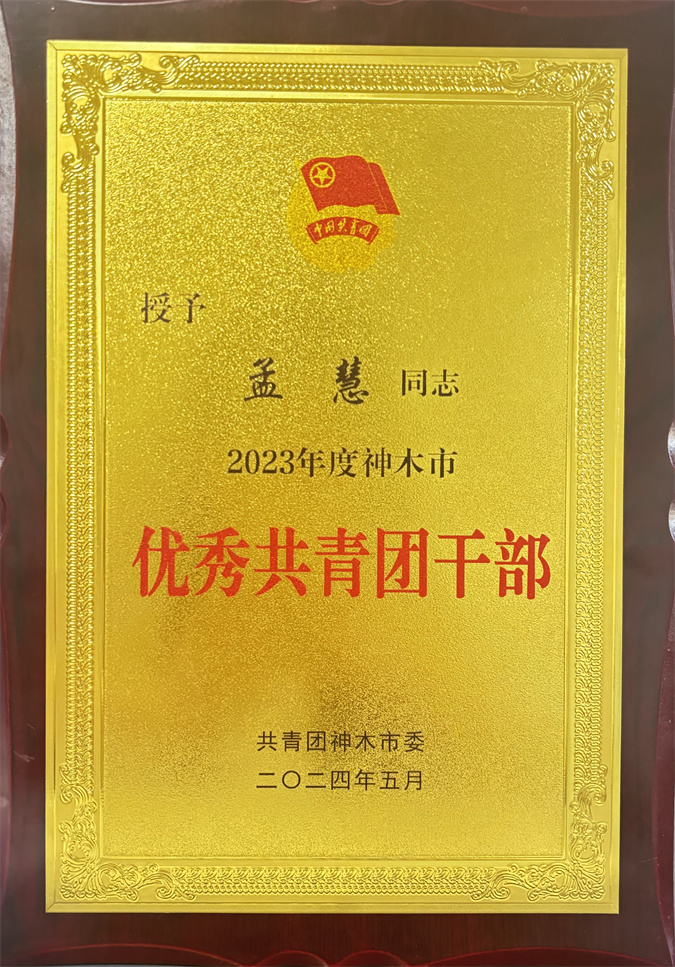 中国共青团
授予
孟 慧 同志
2023年度神木市
优秀共青团干部
共青团神木市委
二〇二四年五月